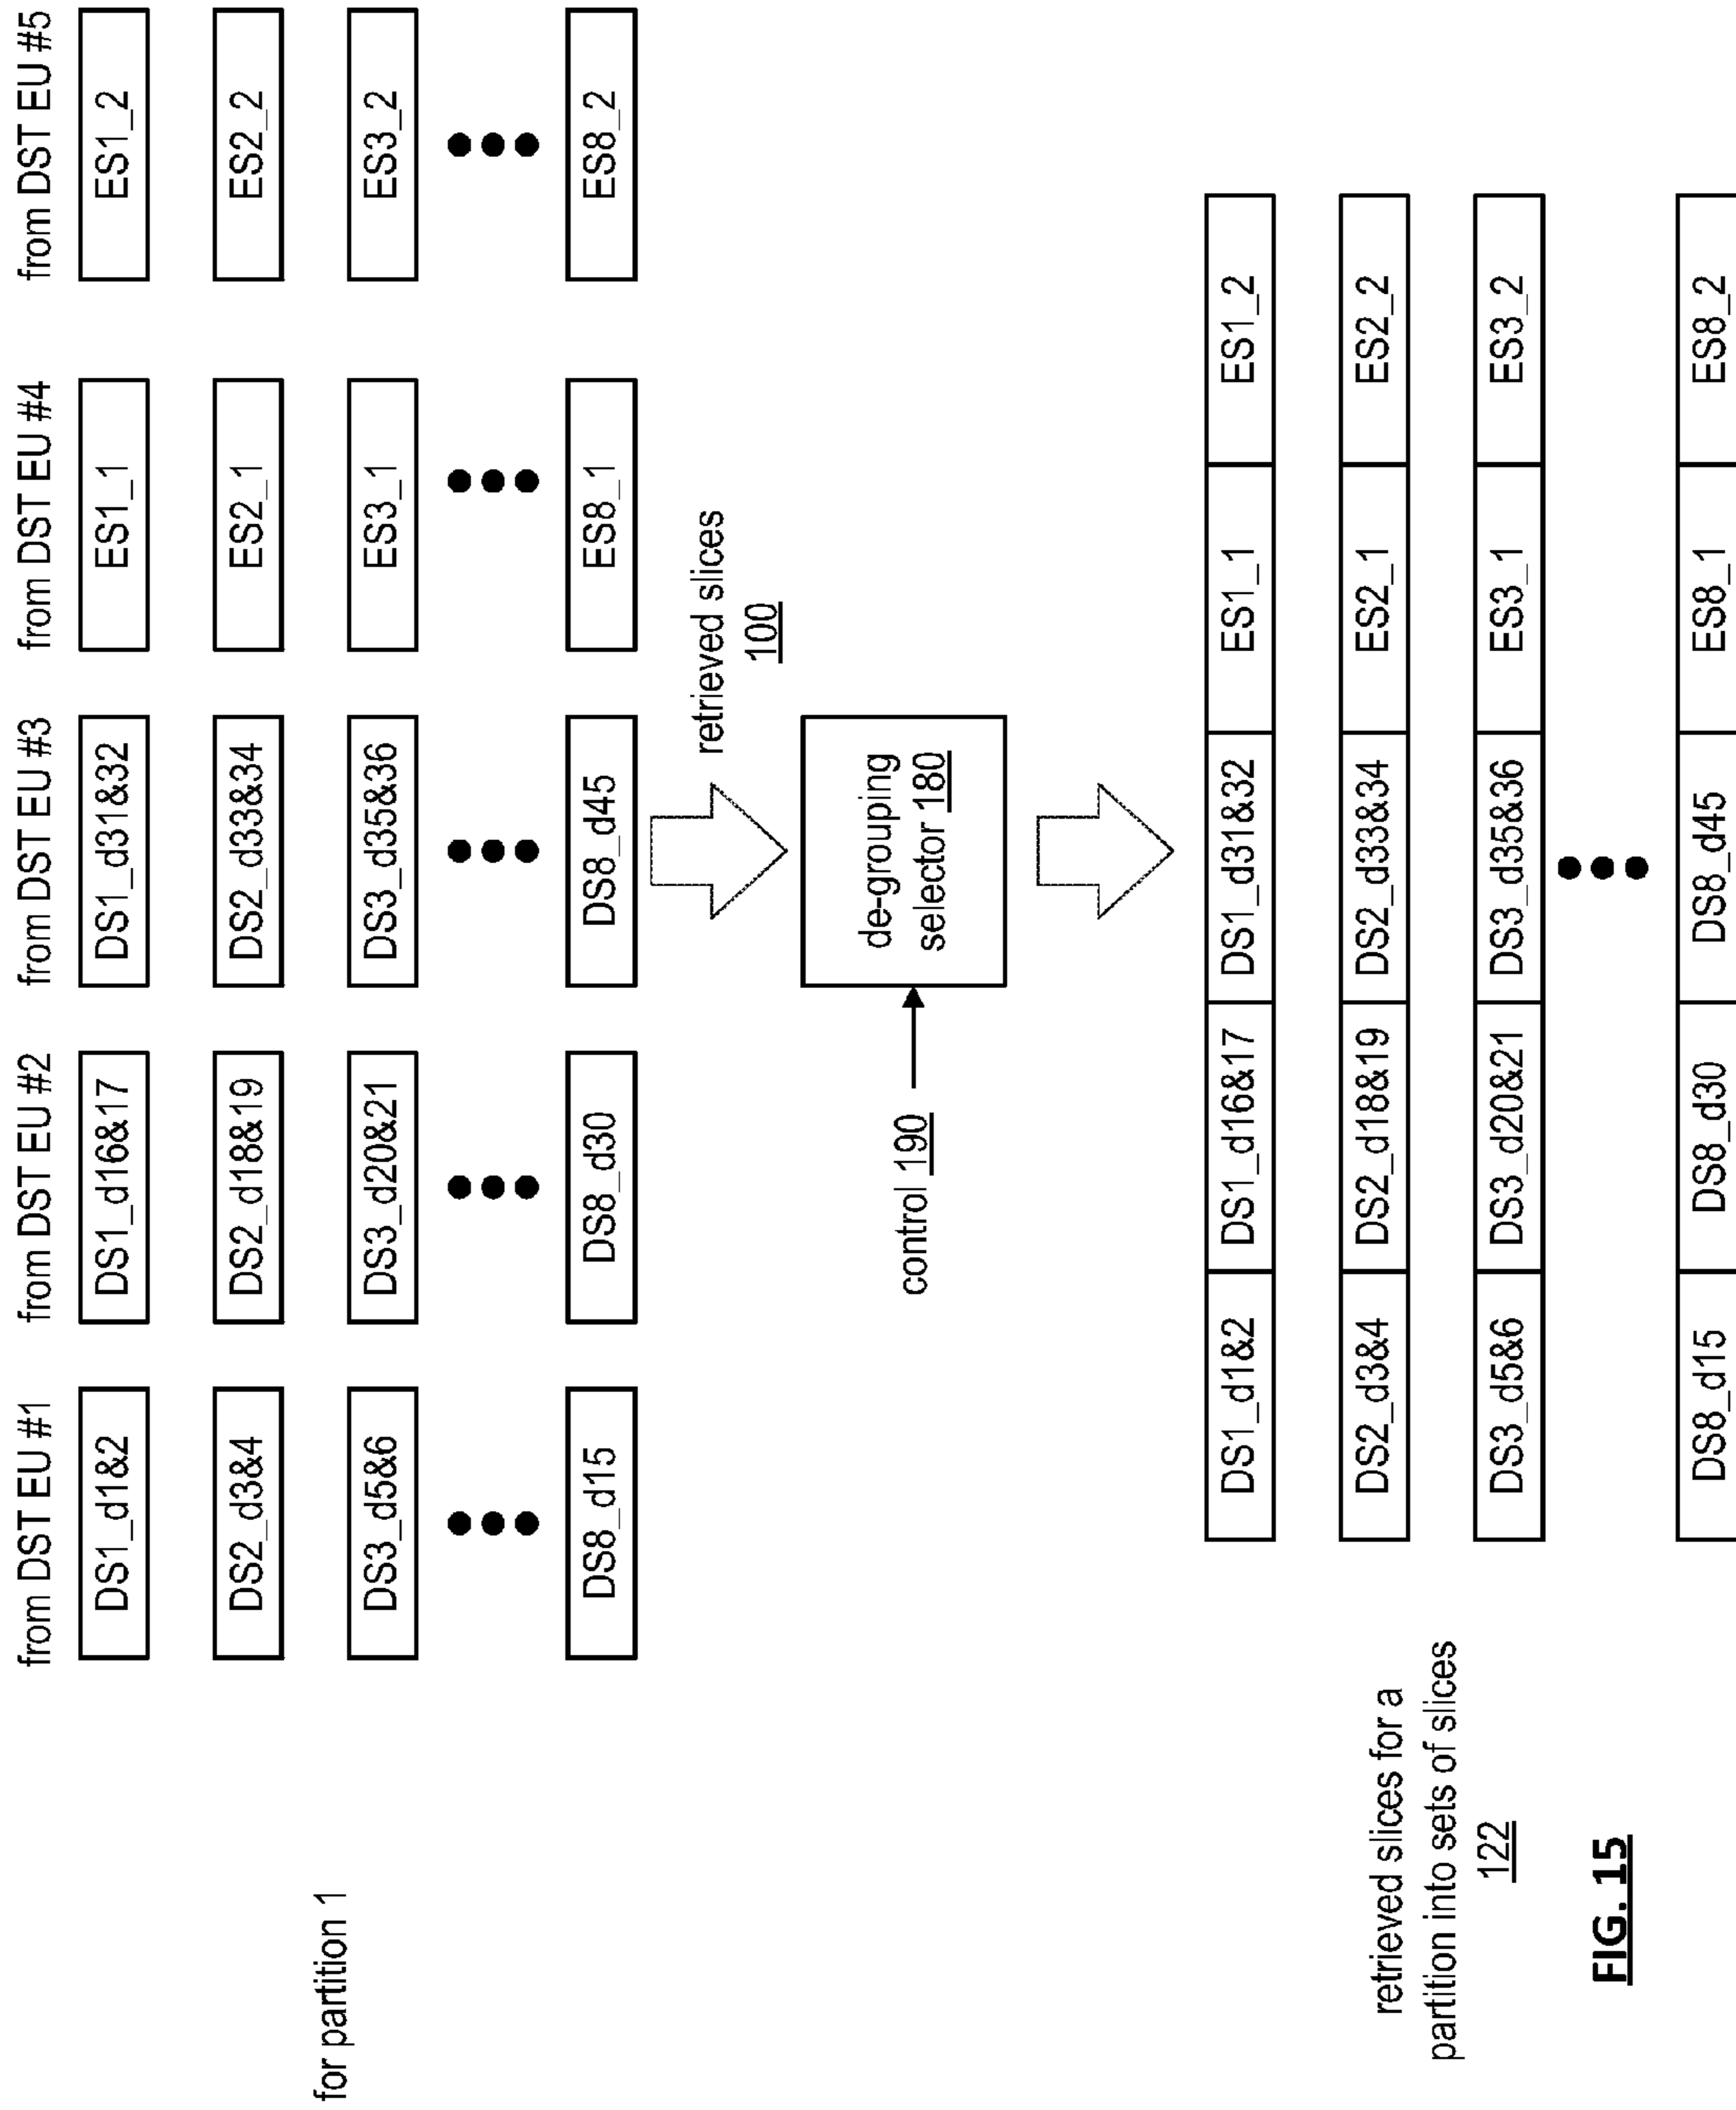 from DST EU #1
from DST EU #2
from DST EU #3
from DST EU #4
from DST EU #5
DS1_d1&2
DS1_d16&17
DS1_d31&32
ES1_1
ES1_2
DS2_d3&4
DS2_d18&19
DS2_d33&34
ES2_1
ES2_2
for partition 1
DS3_d5&6
DS3_d20&21
DS3_d35&36
ES3_1
ES3_2
DS8_d15
DS8_d30
DS8_d45
ES8_1
ES8_2
retrieved slices
100
de-grouping
selector 180
control 190
DS1_d1&2
DS1_d16&17
DS1_d31&32
ES1_1
ES1_2
DS2_d3&4
DS2_d18&19
DS2_d33&34
ES2_1
ES2_2
retrieved slices for a
partition into sets of slices
122
DS3_d5&6
DS3_d20&21
DS3_d35&36
ES3_1
ES3_2
DS8_d15
DS8_d30
DS8_d45
ES8_1
ES8_2
FIG. 15